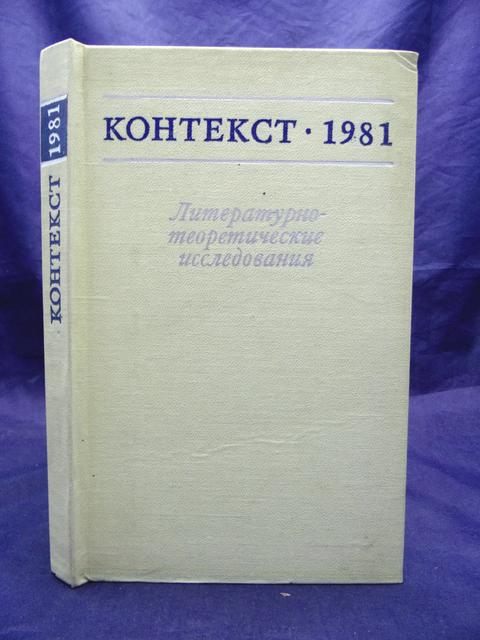 КОНТЕКСТ · 1981
Литературно-
теоретические
исследования
КОНТЕКСТ 1981